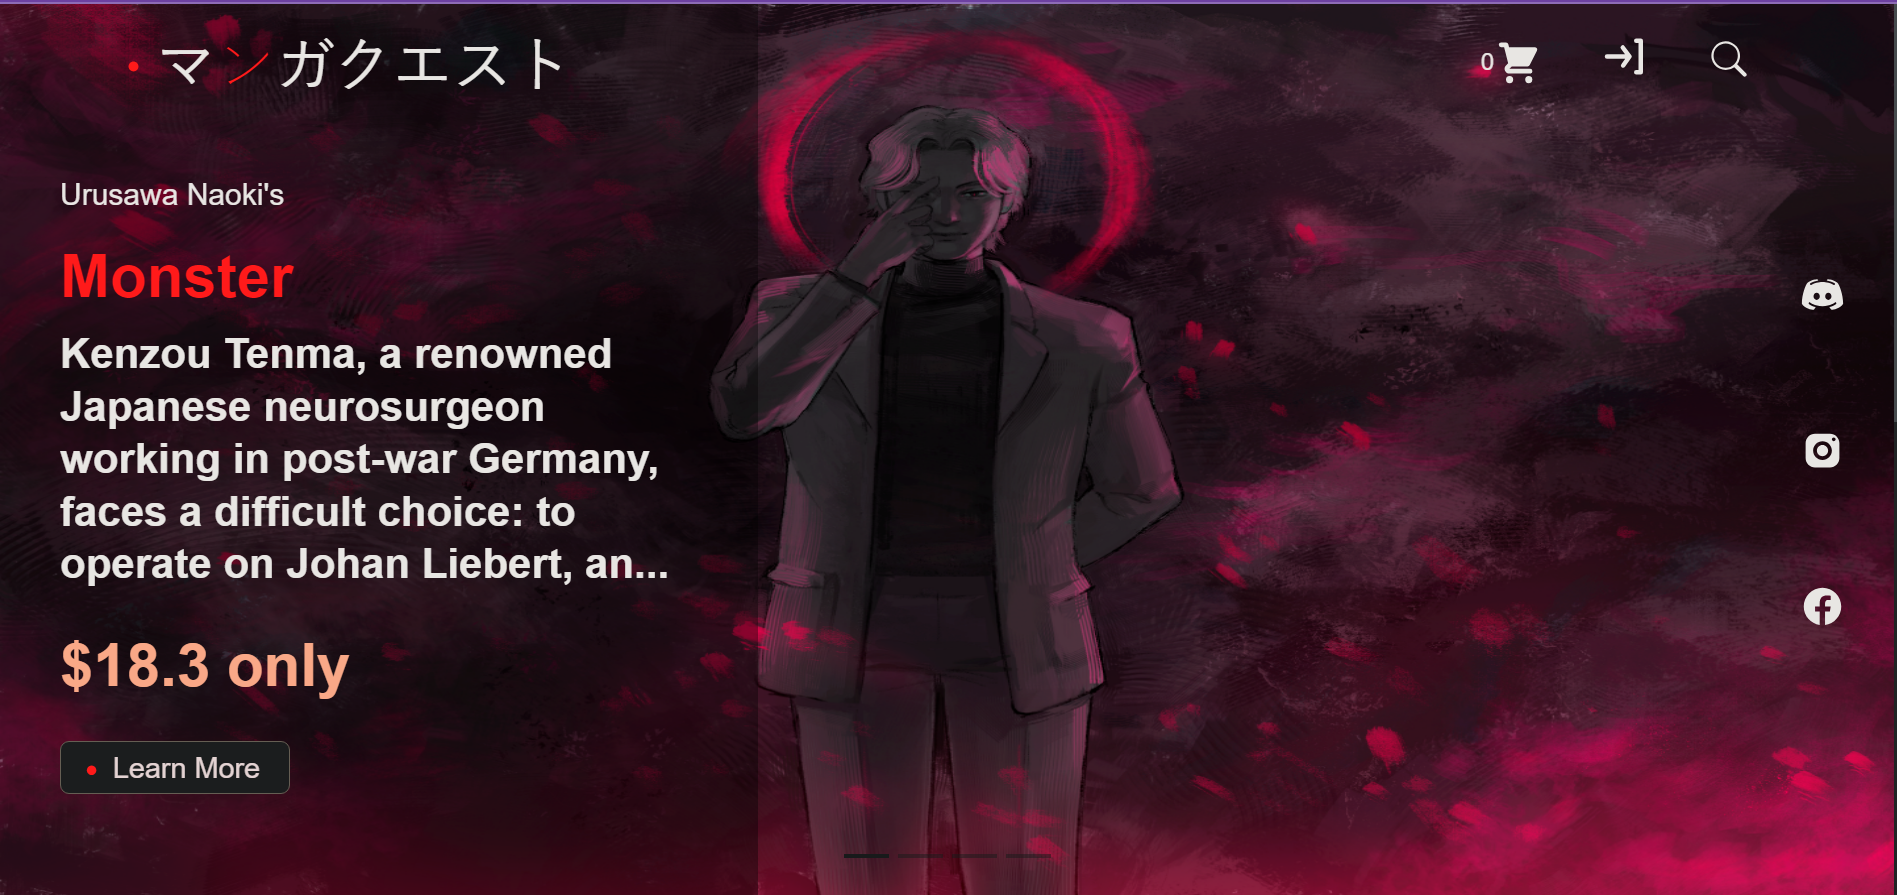 マンガクエスト
0
Urusawa Naoki's
Monster
Kenzou Tenma, a renowned
Japanese neurosurgeon
working in post-war Germany,
faces a difficult choice: to
operate on Johan Liebert, an...
$18.3 only
Learn More